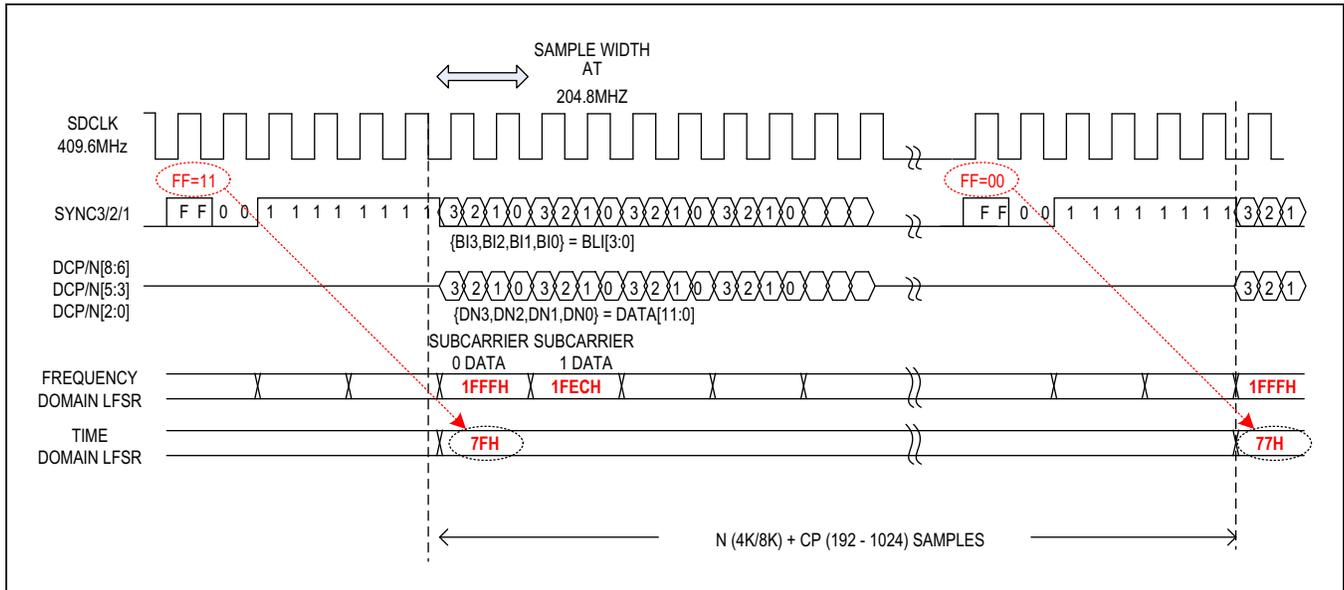 SAMPLE WIDTH
AT
204.8MHZ
SDCLK
409.6MHz
FF=11
FF=00
SYNC3/2/1
F F 0 0 1 1 1 1 1 1 1 1 3 2 1 0 3 2 1 0 3 2 1 0 3 2 1 0
F F 0 0 1 1 1 1 1 1 1 1 3 2 1
{BI3,BI2,BI1,BI0} = BLI[3:0]
DCP/N[8:6]
DCP/N[5:3]
DCP/N[2:0]
3 2 1 0 3 2 1 0 3 2 1 0 3 2 1 0
3 2 1
{DN3,DN2,DN1,DN0} = DATA[11:0]
SUBCARRIER SUBCARRIER
0 DATA 1 DATA
FREQUENCY
DOMAIN LFSR
1FFFH 1FECH 1FFFH
TIME
DOMAIN LFSR
7FH 77H
N (4K/8K) + CP (192 - 1024) SAMPLES